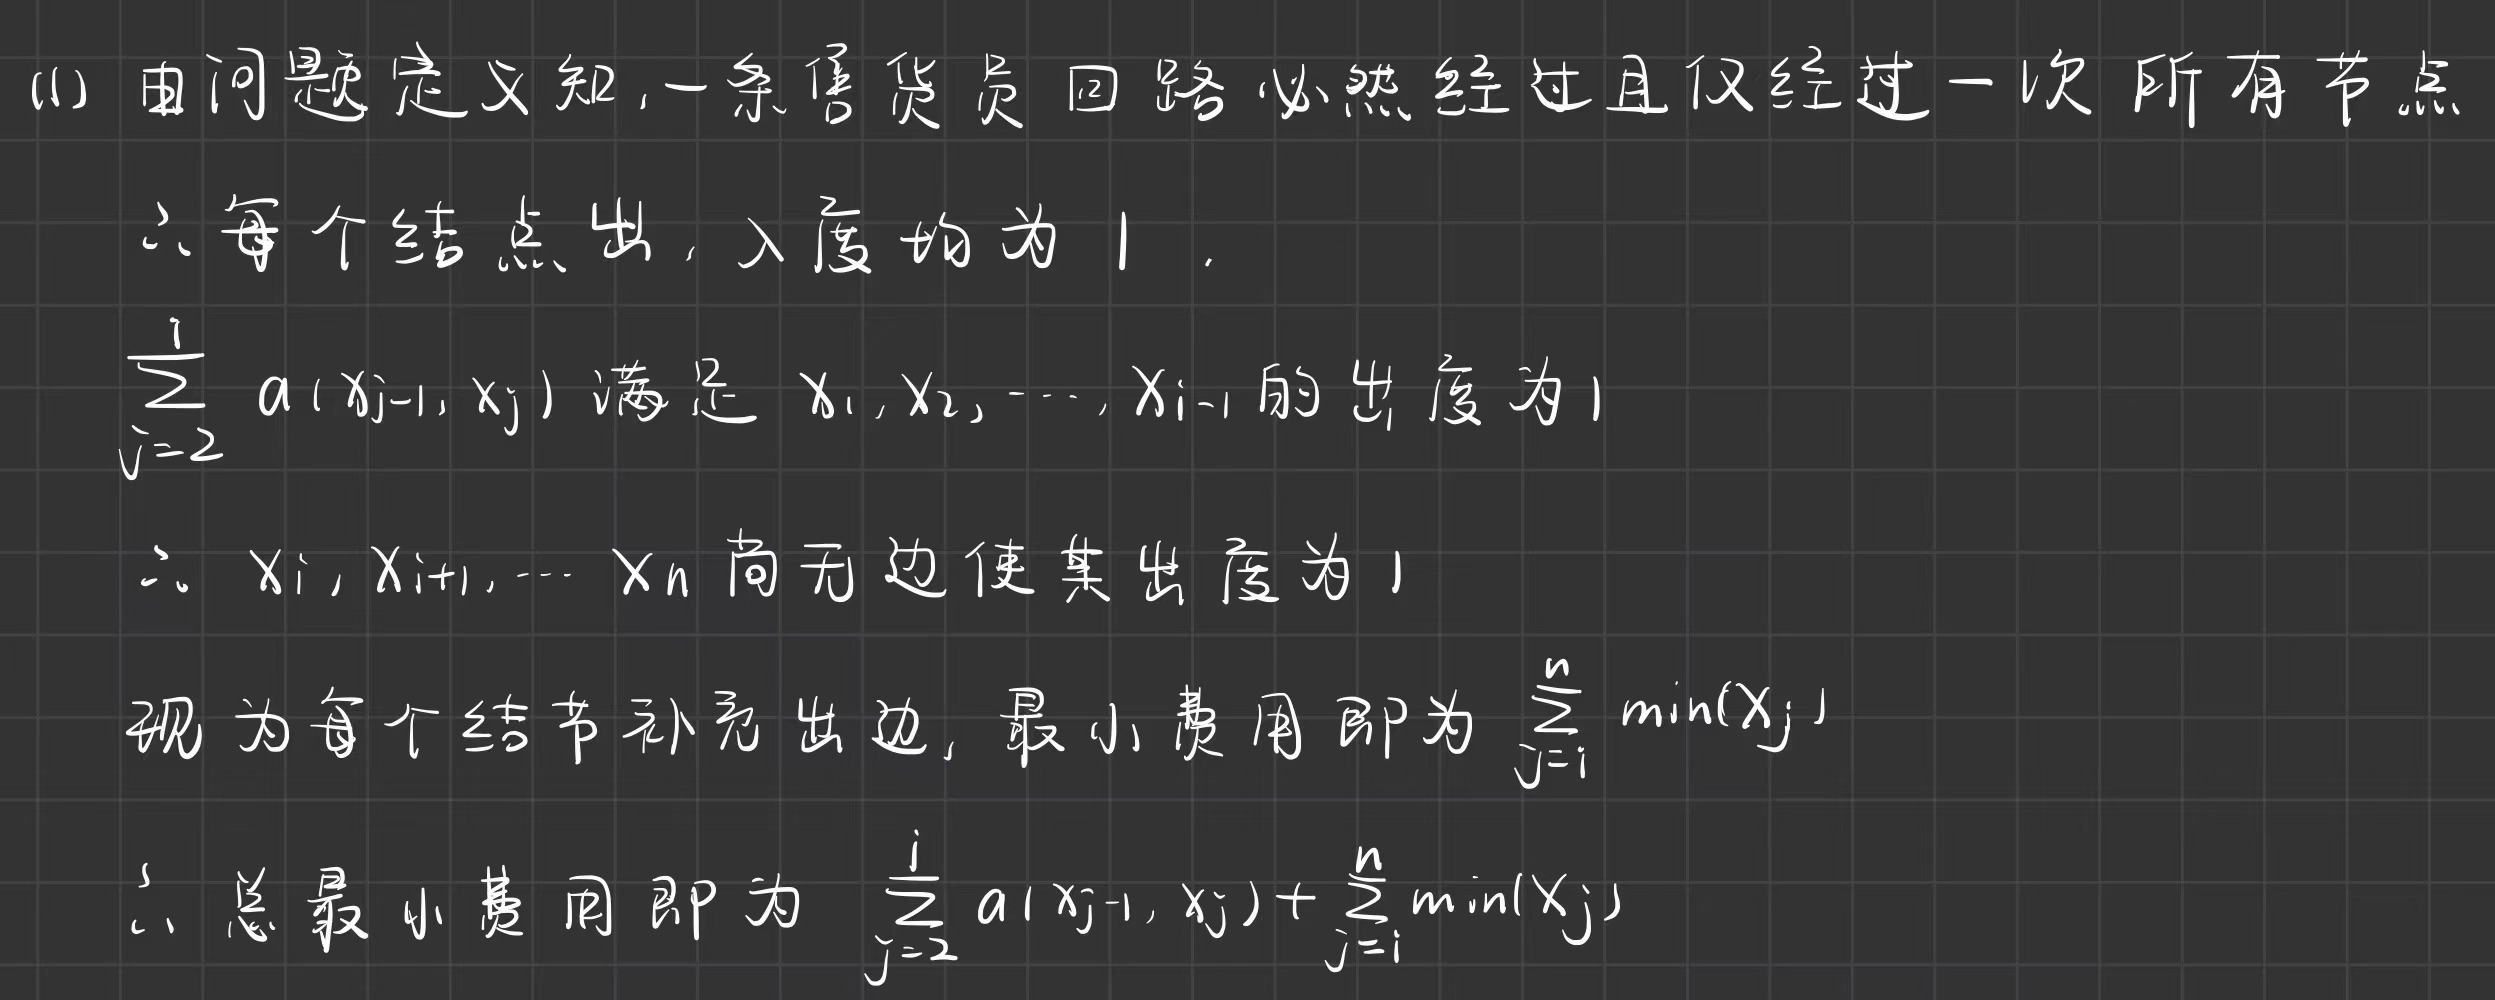 (1) 由问题定义知,一条售货员回路必然经过且仅经过一次所有节点
∴每个结点出,入度均为1.
$\sum_{j=2}^{i} a(x_{j-1}, x_j)$ 满足 $x_1, x_2, \cdots, x_{i-1}$ 的出度为1
∴ $x_i, x_{i+1}, \cdots x_n$ 需有边使其出度为1
现为每个结节补充出边,最小费用即为 $\sum_{j=i}^{n} min(x_j)$
∴总最小费用即为 $\sum_{j=2}^{i} a(x_{j-1}, x_j) + \sum_{j=i}^{n} min(x_j)$